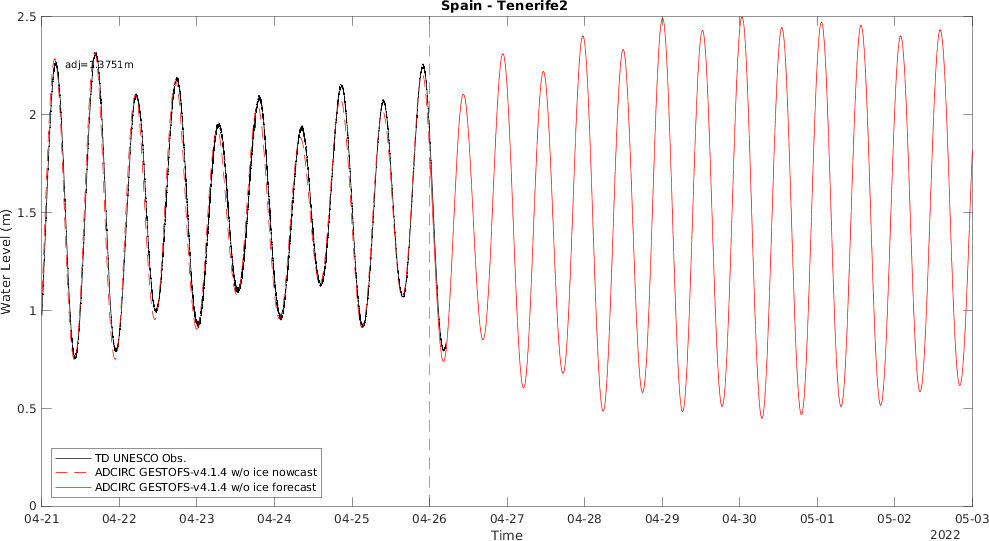 Spain - Tenerife2
2.5
adj=1.3751m
2
1.5
Water Level (m)
1
0.5
TD UNESCO Obs.
ADCIRC GESTOFS-v4.1.4 w/o ice nowcast
ADCIRC GESTOFS-v4.1.4 w/o ice forecast
0
04-21 04-22 04-23 04-24 04-25 04-26 04-27 04-28 04-29 04-30 05-01 05-02 05-03
Time
2022